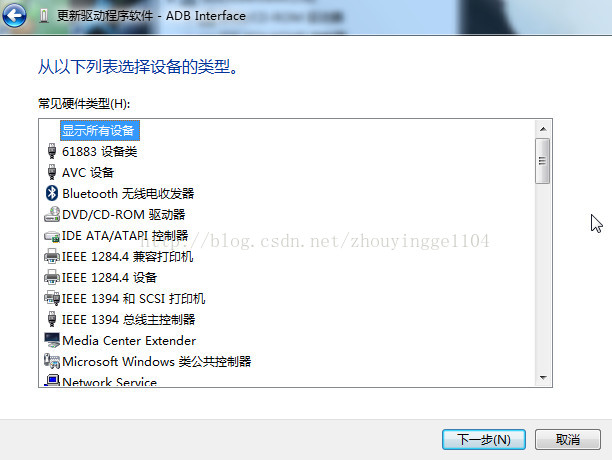 更新驱动程序软件 - ADB Interface
从以下列表选择设备的类型。
常见硬件类型(H):
显示所有设备
61883 设备类
AVC 设备
Bluetooth 无线电收发器
DVD/CD-ROM 驱动器
IDE ATA/ATAPI 控制器
http://blog.csdn.net/zhouyingge1104
IEEE 1284.4 兼容打印机
IEEE 1284.4 设备
IEEE 1394 和 SCSI 打印机
IEEE 1394 总线主控制器
Media Center Extender
Microsoft Windows 类公共控制器
Network Service
下一步(N)
取消